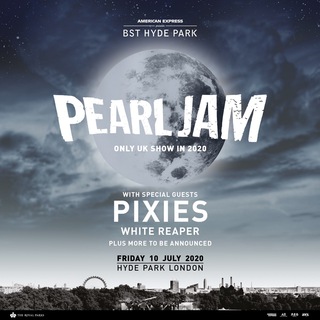 AMERICAN EXPRESS
presents
BST HYDE PARK
PEARL JAM
ONLY UK SHOW IN 2020
WITH SPECIAL GUESTS
PIXIES
WHITE REAPER
PLUS MORE TO BE ANNOUNCED
FRIDAY 10 JULY 2020
HYDE PARK LONDON
THE ROYAL PARKS